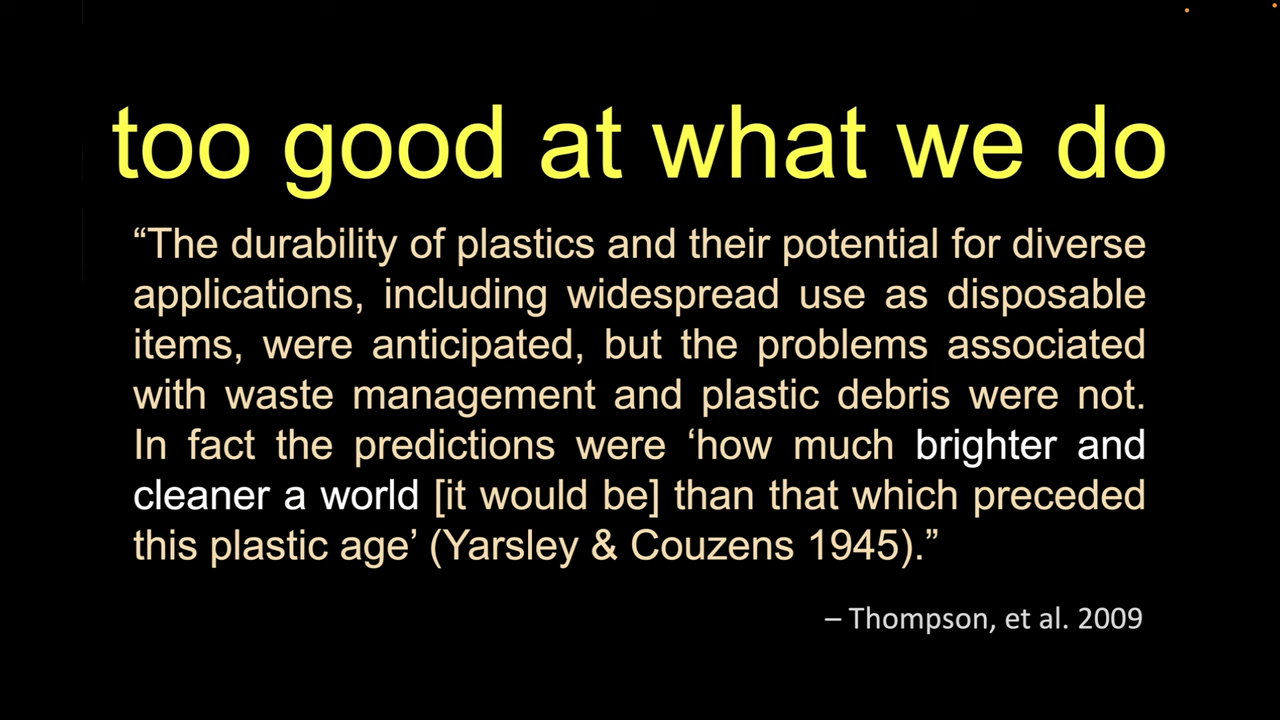 too good at what we do
“The durability of plastics and their potential for diverse
applications, including widespread use as disposable
items, were anticipated, but the problems associated
with waste management and plastic debris were not.
In fact the predictions were ‘how much brighter and
cleaner a world [it would be] than that which preceded
this plastic age’ (Yarsley & Couzens 1945).”
– Thompson, et al. 2009